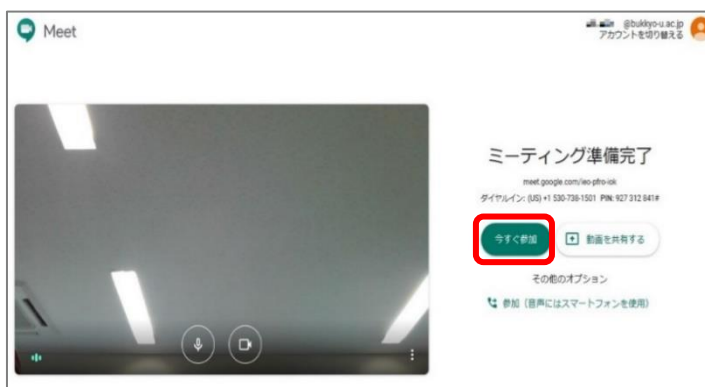 Meet
@bukkyo-u.ac.jp
アカウントを切り替える
ミーティング準備完了
meet.google.com/ieo-phro-iok
ダイヤルイン: (US) +1 530-738-1501 PIN: 927 312 841#
今すぐ参加
動画を共有する
その他のオプション
参加（音声にはスマートフォンを使用）